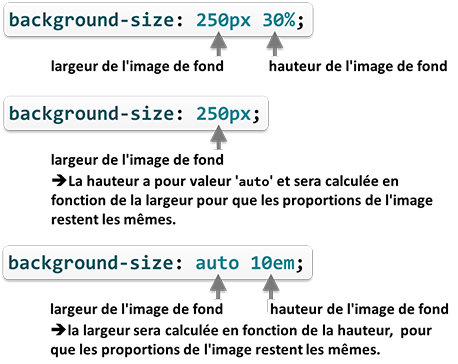 background-size: 250px 30%;
largeur de l'image de fond hauteur de l'image de fond
background-size: 250px;
largeur de l'image de fond
➔La hauteur a pour valeur 'auto' et sera calculée en
fonction de la largeur pour que les proportions de l'image
restent les mêmes.
background-size: auto 10em;
largeur de l'image de fond hauteur de l'image de fond
➔la largeur sera calculée en fonction de la hauteur, pour
que les proportions de l'image restent les mêmes.